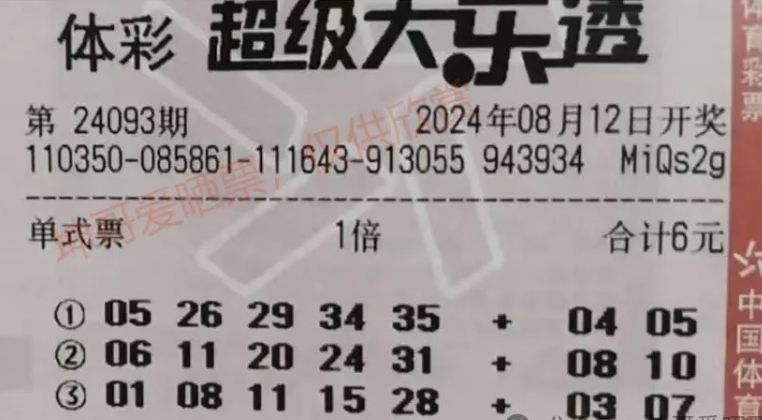 体彩 超级大乐透
第 24093期 2024年08月12日开奖
110350-085861-111643-913055 943934 MiQs2g
坤哥爱晒票，仅供欣赏
单式票 1倍 合计6元
① 05 26 29 34 35 + 04 05
② 06 11 20 24 31 + 08 10
③ 01 08 11 15 28 + 03 07
体育彩票
中国体育